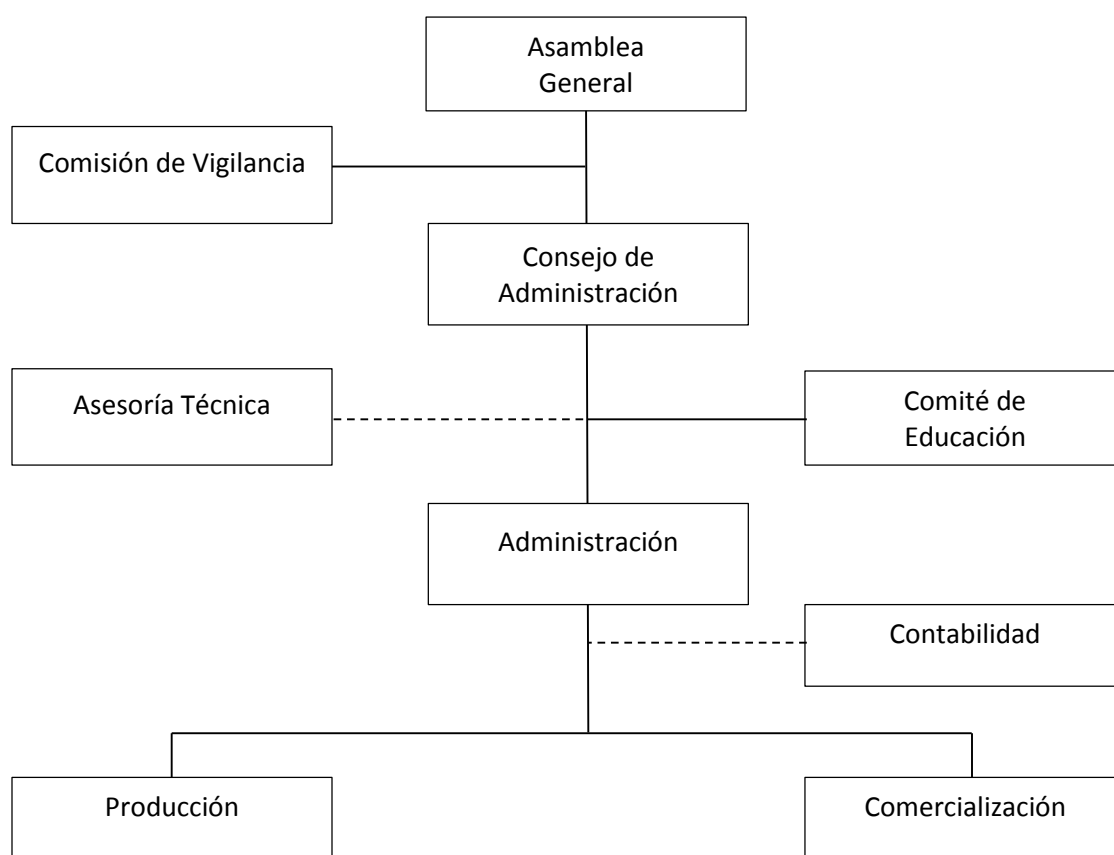 Asamblea
General
Comisión de Vigilancia
Consejo de
Administración
Asesoría Técnica
Comité de
Educación
Administración
Contabilidad
Producción
Comercialización